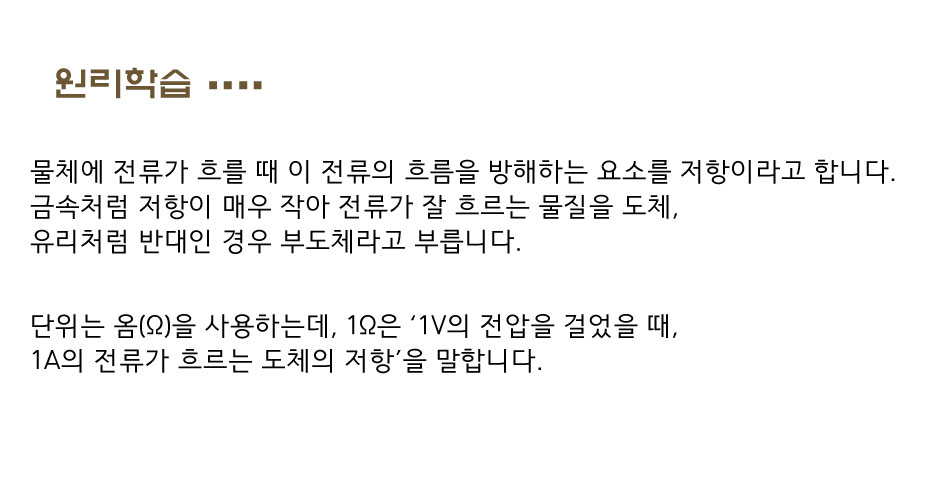 원리학습 ....
물체에 전류가 흐를 때 이 전류의 흐름을 방해하는 요소를 저항이라고 합니다.
금속처럼 저항이 매우 작아 전류가 잘 흐르는 물질을 도체,
유리처럼 반대인 경우 부도체라고 부릅니다.
단위는 옴(Ω)을 사용하는데, 1Ω은 ‘1V의 전압을 걸었을 때,
1A의 전류가 흐르는 도체의 저항’을 말합니다.